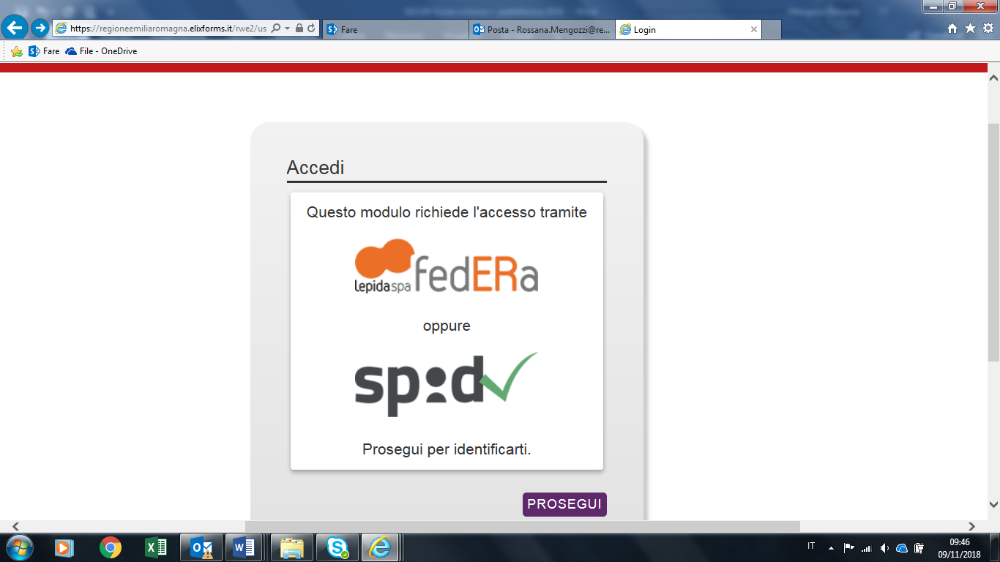 https://regioneemiliaromagna.elixforms.it/rwe2/us
Fare
Posta - Rossana.Mengozzi@re...
Login
Fare
File - OneDrive
Accedi
Questo modulo richiede l'accesso tramite
lepidaspa fedERa
oppure
spid
Prosegui per identificarti.
PROSEGUI
IT
09:46
09/11/2018